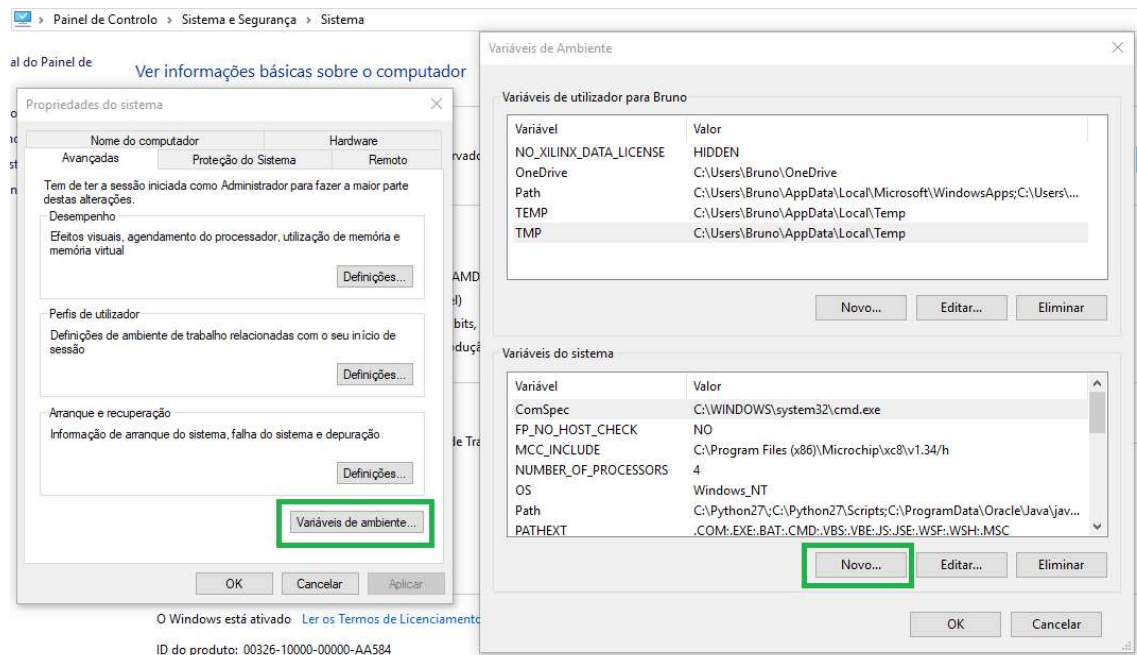 Painel de Controlo > Sistema e Segurança > Sistema
al do Painel de
Ver informações básicas sobre o computador
Propriedades do sistema
Nome do computador Hardware
Avançadas Proteção do Sistema Remoto
Tem de ter a sessão iniciada como Administrador para fazer a maior parte
destas alterações.
Desempenho
Efeitos visuais, agendamento do processador, utilização de memória e
memória virtual
Definições...
Perfis de utilizador
Definições de ambiente de trabalho relacionadas com o seu início de
sessão
Definições...
Arranque e recuperação
Informação de arranque do sistema, falha do sistema e depuração
Definições...
Variáveis de ambiente...
OK Cancelar Aplicar
AMD
bits,
O Windows está ativado Ler os Termos de Licenciamento
ID do produto: 00326-10000-00000-AA584
Variáveis de Ambiente
Variáveis de utilizador para Bruno
Variável Valor
NO_XILINX_DATA_LICENSE HIDDEN
OneDrive C:\Users\Bruno\OneDrive
Path C:\Users\Bruno\AppData\Local\Microsoft\WindowsApps;C:\Users\...
TEMP C:\Users\Bruno\AppData\Local\Temp
TMP C:\Users\Bruno\AppData\Local\Temp
Novo... Editar... Eliminar
Variáveis do sistema
Variável Valor
ComSpec C:\WINDOWS\system32\cmd.exe
FP_NO_HOST_CHECK NO
MCC_INCLUDE C:\Program Files (x86)\Microchip\xc8\v1.34/h
NUMBER_OF_PROCESSORS 4
OS Windows_NT
Path C:\Python27\;C:\Python27\Scripts;C:\ProgramData\Oracle\Java\jav...
PATHEXT .COM;.EXE;.BAT;.CMD;.VBS;.VBE;.JS;.JSE;.WSF;.WSH;.MSC
Novo... Editar... Eliminar
OK Cancelar